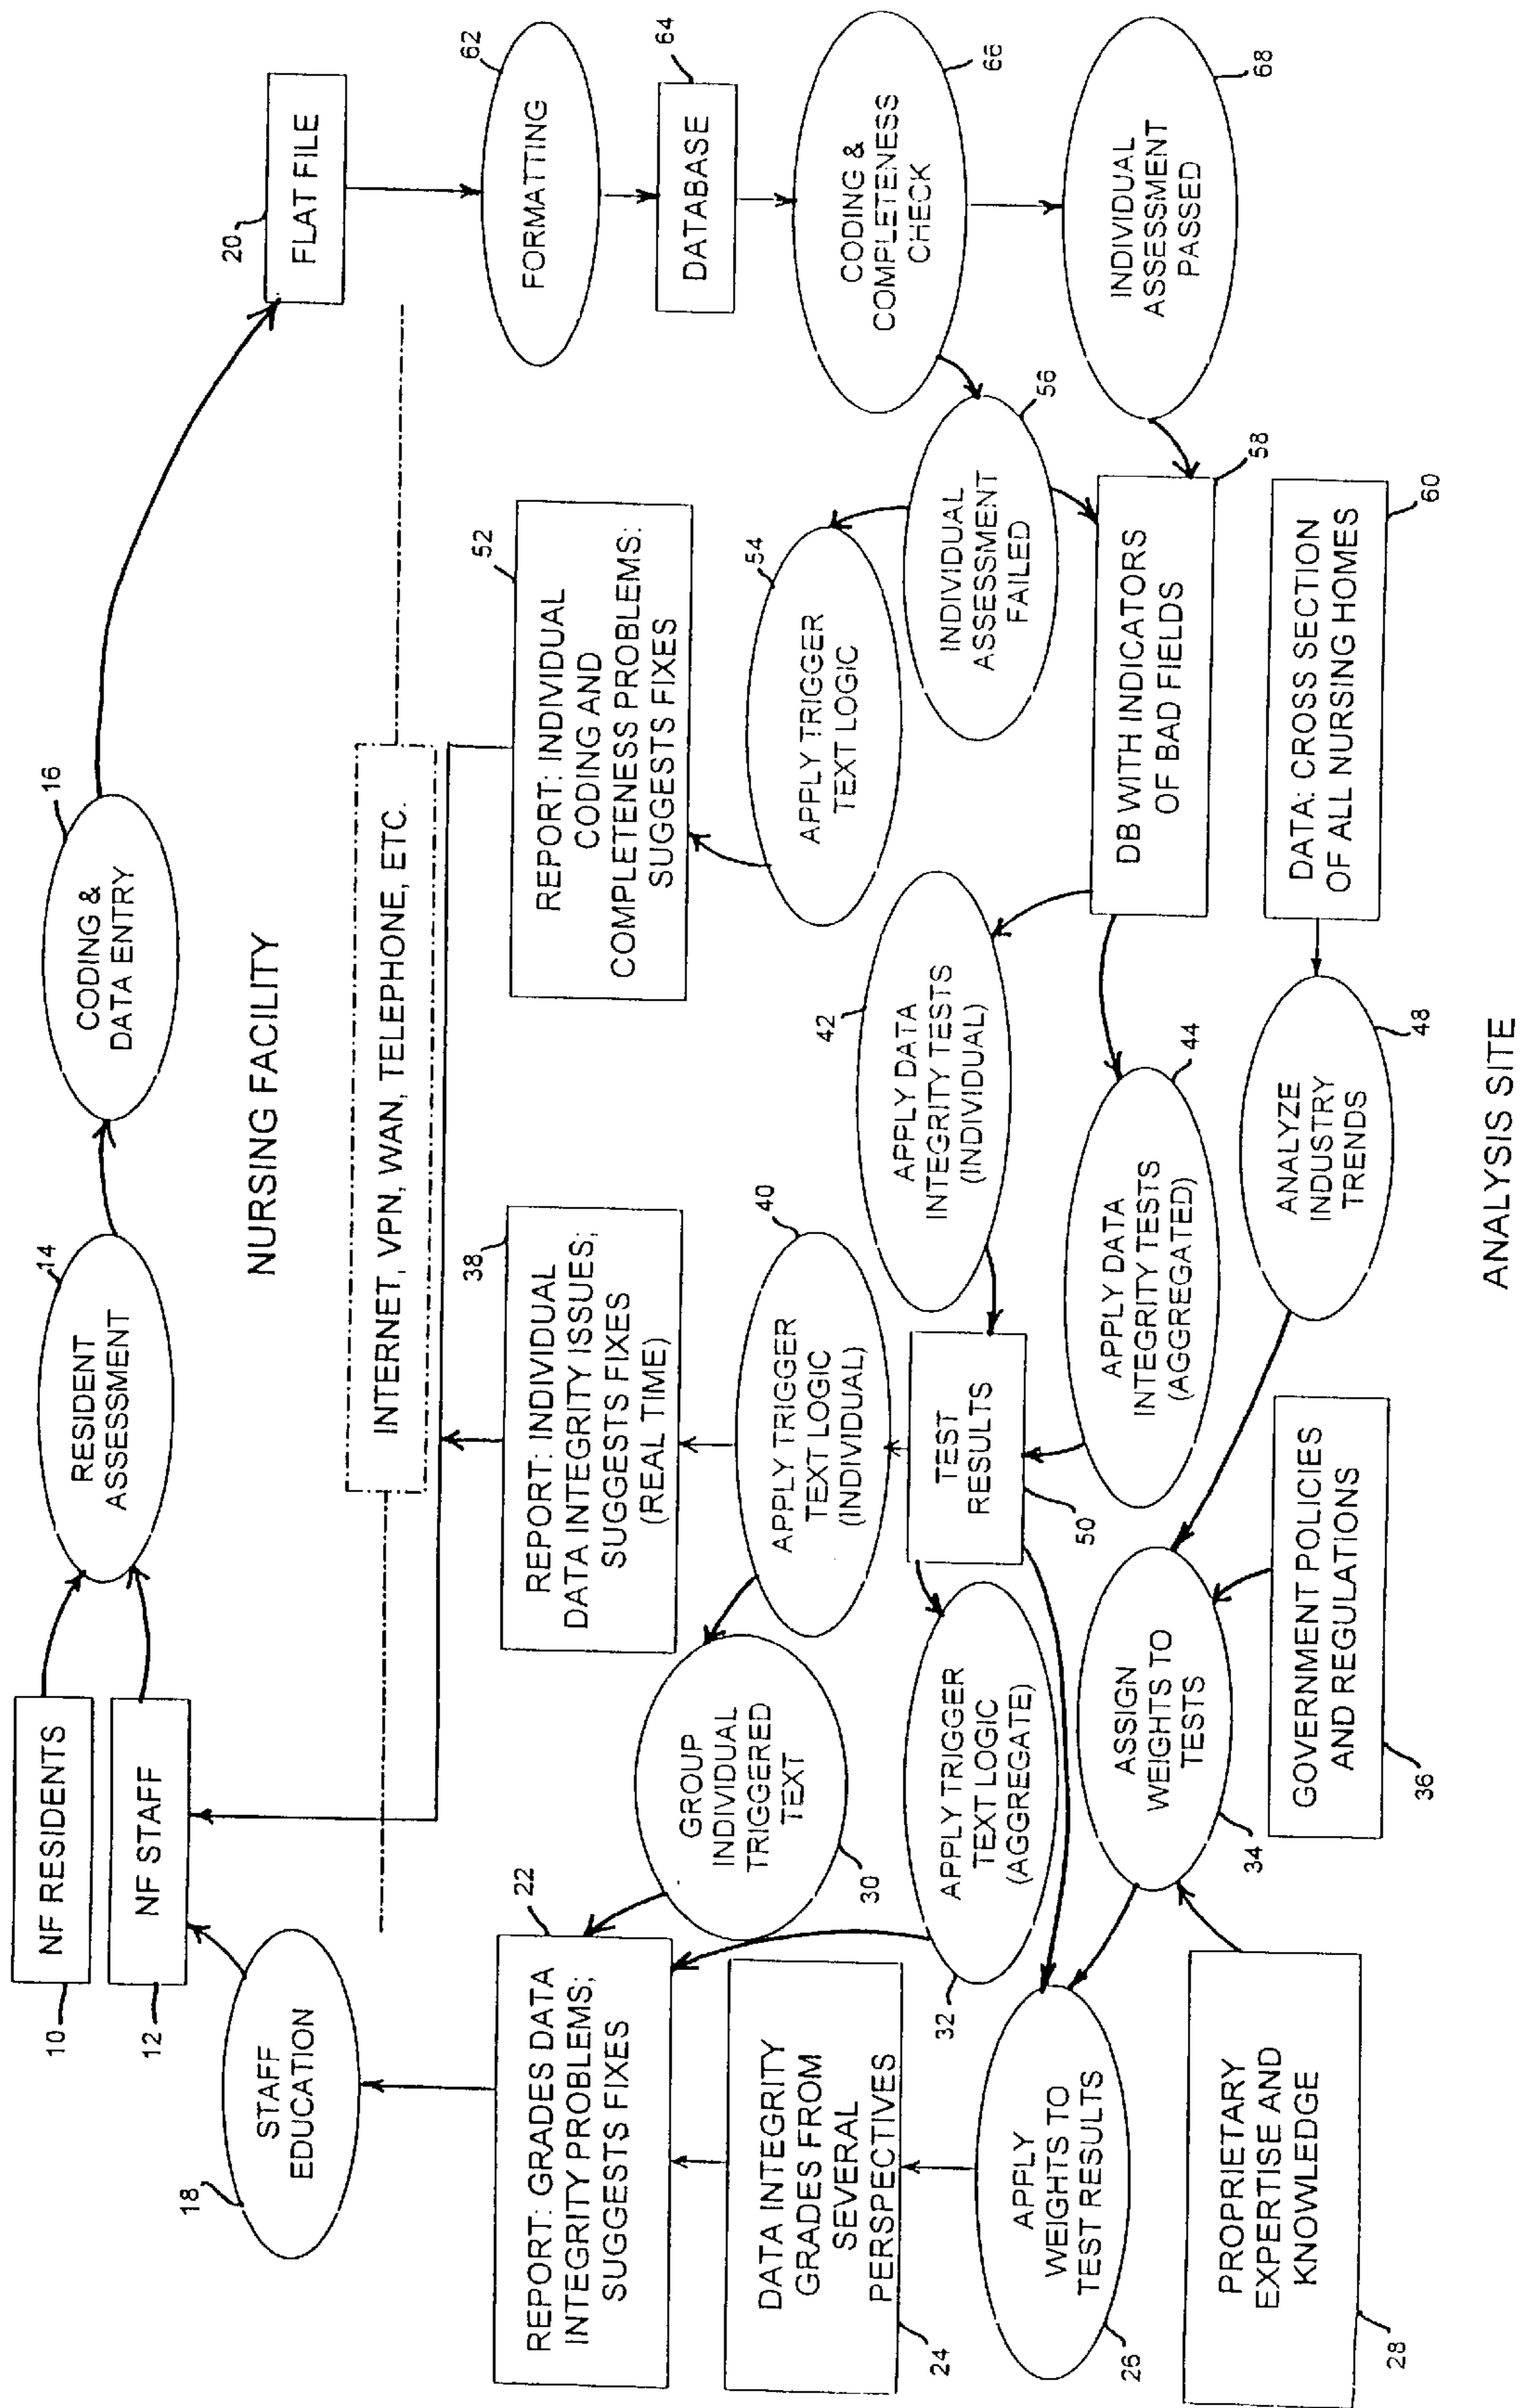 10
NF RESIDENTS
12
NF STAFF
14
RESIDENT
ASSESSMENT
16
CODING &
DATA ENTRY
20
FLAT FILE
18
STAFF
EDUCATION
NURSING FACILITY
INTERNET, VPN, WAN, TELEPHONE, ETC.
62
FORMATTING
64
DATABASE
66
CODING &
COMPLETENESS
CHECK
68
INDIVIDUAL
ASSESSMENT
PASSED
22
REPORT: GRADES DATA
INTEGRITY PROBLEMS;
SUGGESTS FIXES
38
REPORT: INDIVIDUAL
DATA INTEGRITY ISSUES;
SUGGESTS FIXES
(REAL TIME)
52
REPORT: INDIVIDUAL
CODING AND
COMPLETENESS PROBLEMS:
SUGGESTS FIXES
24
DATA INTEGRITY
GRADES FROM
SEVERAL
PERSPECTIVES
30
GROUP
INDIVIDUAL
TRIGGERED
TEXT
40
APPLY TRIGGER
TEXT LOGIC
(INDIVIDUAL)
54
APPLY TRIGGER
TEXT LOGIC
56
INDIVIDUAL
ASSESSMENT
FAILED
26
APPLY
WEIGHTS TO
TEST RESULTS
32
APPLY TRIGGER
TEXT LOGIC
(AGGREGATE)
50
TEST
RESULTS
42
APPLY DATA
INTEGRITY TESTS
(INDIVIDUAL)
34
ASSIGN
WEIGHTS TO
TESTS
44
APPLY DATA
INTEGRITY TESTS
(AGGREGATED)
58
DB WITH INDICATORS
OF BAD FIELDS
28
PROPRIETARY
EXPERTISE AND
KNOWLEDGE
36
GOVERNMENT POLICIES
AND REGULATIONS
48
ANALYZE
INDUSTRY
TRENDS
60
DATA: CROSS SECTION
OF ALL NURSING HOMES
ANALYSIS SITE